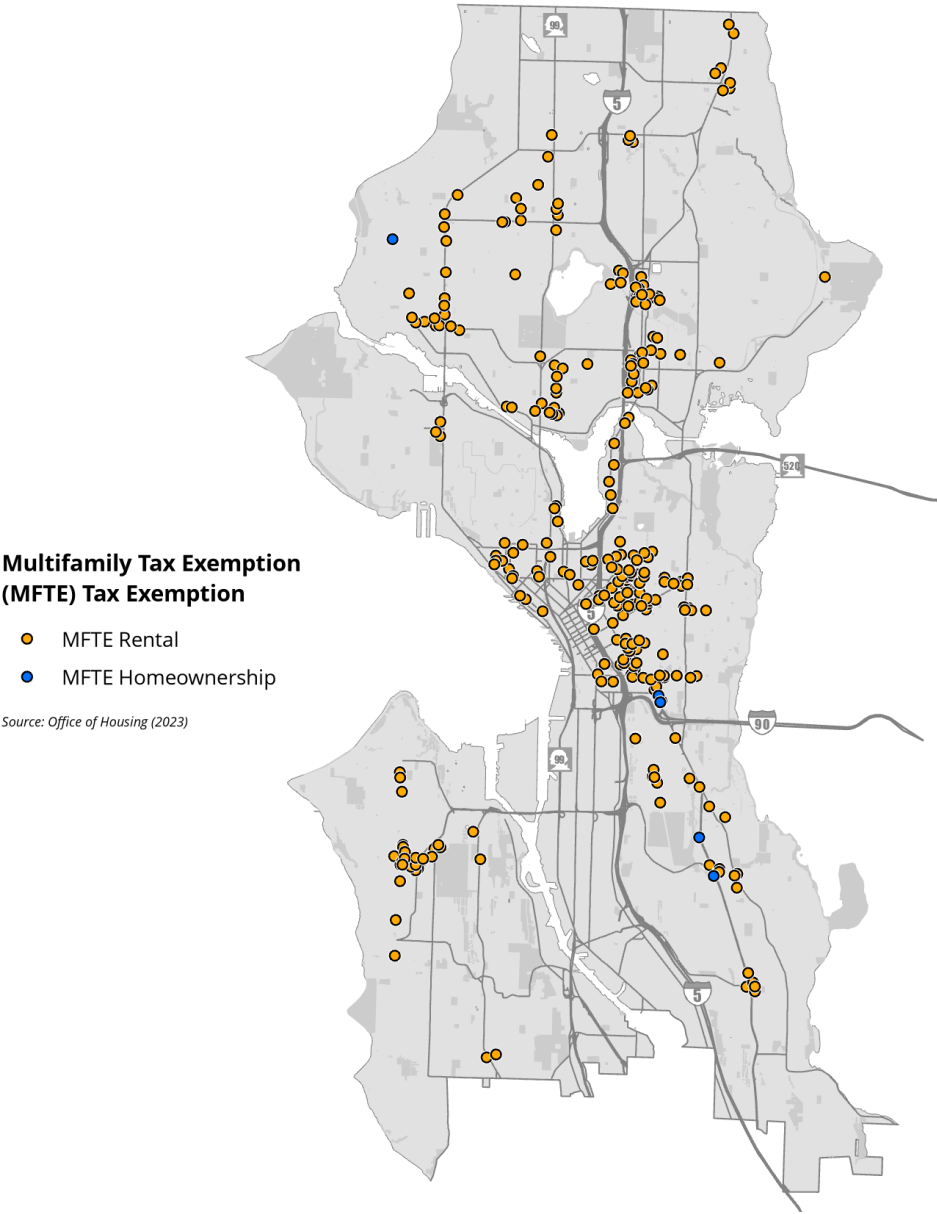 99
5
520
Multifamily Tax Exemption
(MFTE) Tax Exemption
MFTE Rental
MFTE Homeownership
5
Source: Office of Housing (2023)
90
99
5